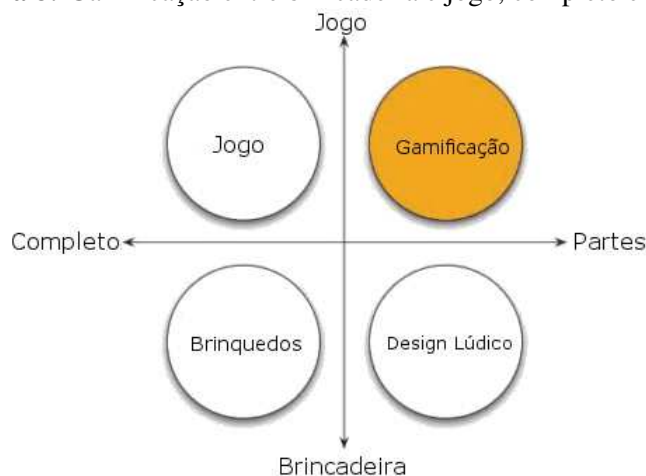 Jogo
Jogo
Gamificação
Completo
Partes
Brinquedos
Design Lúdico
Brincadeira